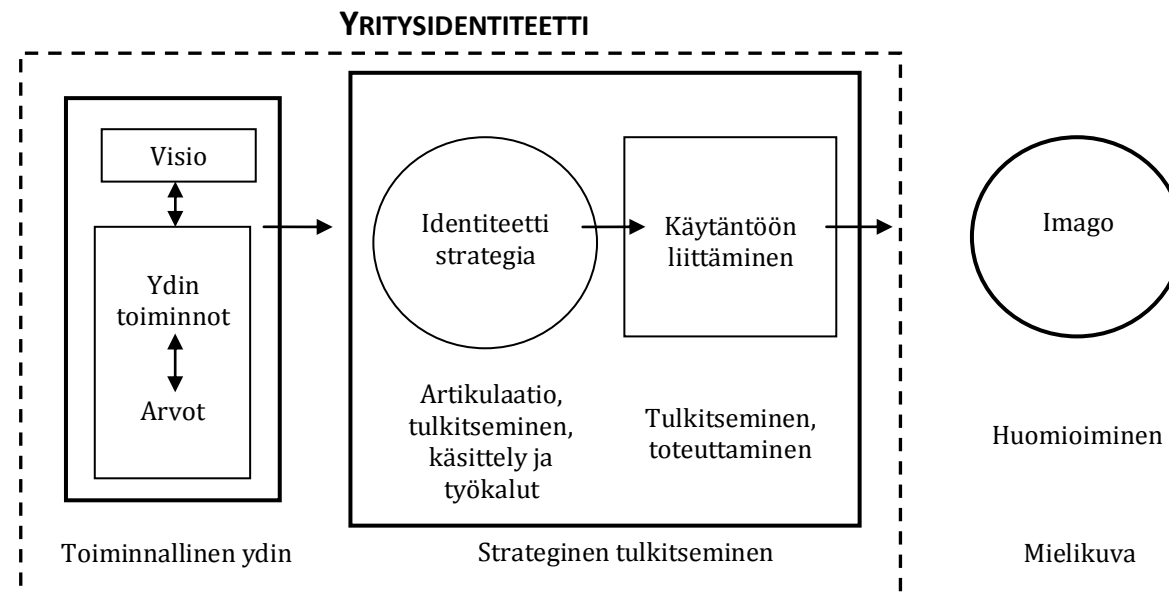 YRITYSIDENTITEETTI
Visio
Ydin
toiminnot
Arvot
Identiteetti
strategia
Käytäntöön
liittäminen
Imago
Artikulaatio,
tulkitseminen,
käsittely ja
työkalut
Tulkitseminen,
toteuttaminen
Huomioiminen
Toiminnallinen ydin
Strateginen tulkitseminen
Mielikuva